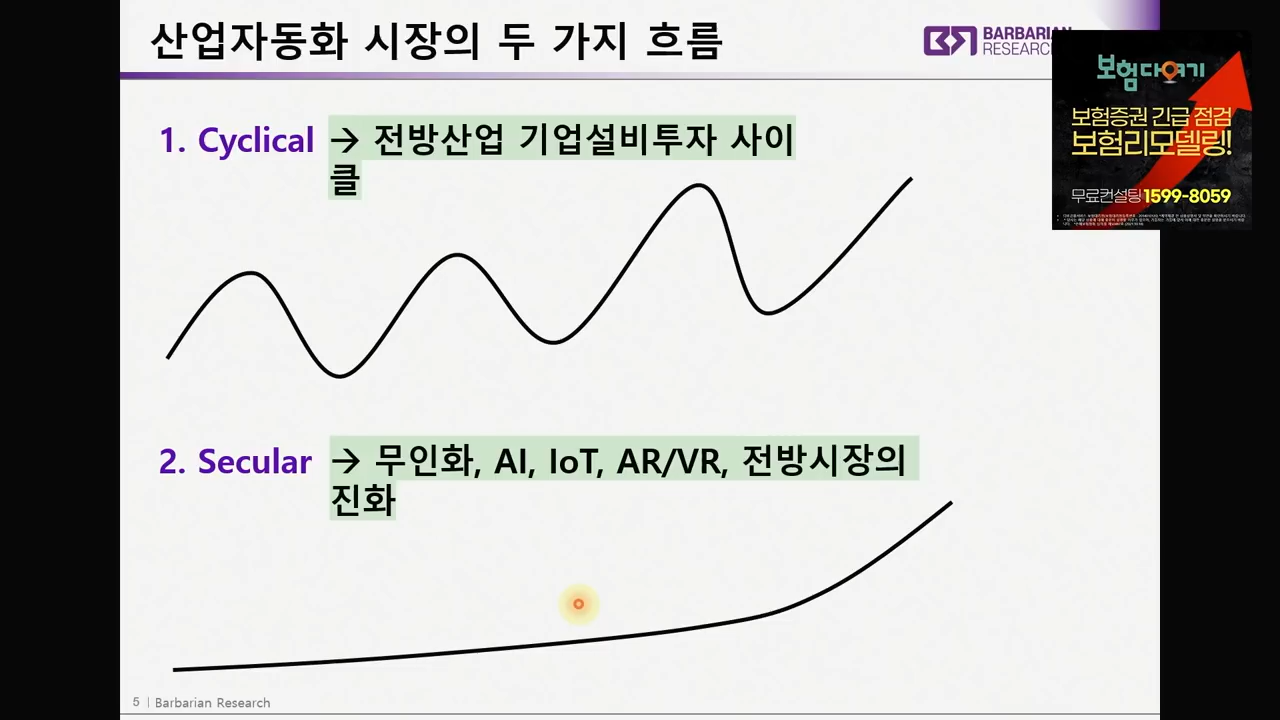 산업자동화 시장의 두 가지 흐름
BARBARIAN
RESEARCH
보험다여기
보험증권 긴급 점검
보험리모델링!
무료컨설팅 1599-8059
1. Cyclical → 전방산업 기업설비투자 사이
클
2. Secular → 무인화, AI, IoT, AR/VR, 전방시장의
진화
5 | Barbarian Research